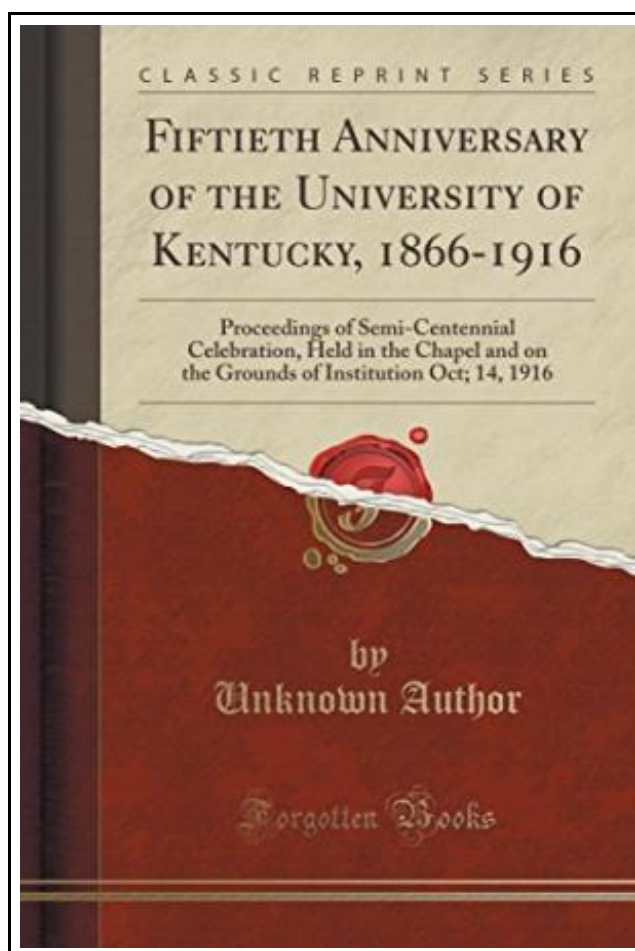 CLASSIC REPRINT SERIES
FIFTIETH ANNIVERSARY
OF THE UNIVERSITY OF
KENTUCKY, 1866-1916
Proceedings of Semi-Centennial
Celebration, Held in the Chapel and on
the Grounds of Institution Oct; 14, 1916
by
Unknown Author
Forgotten Books